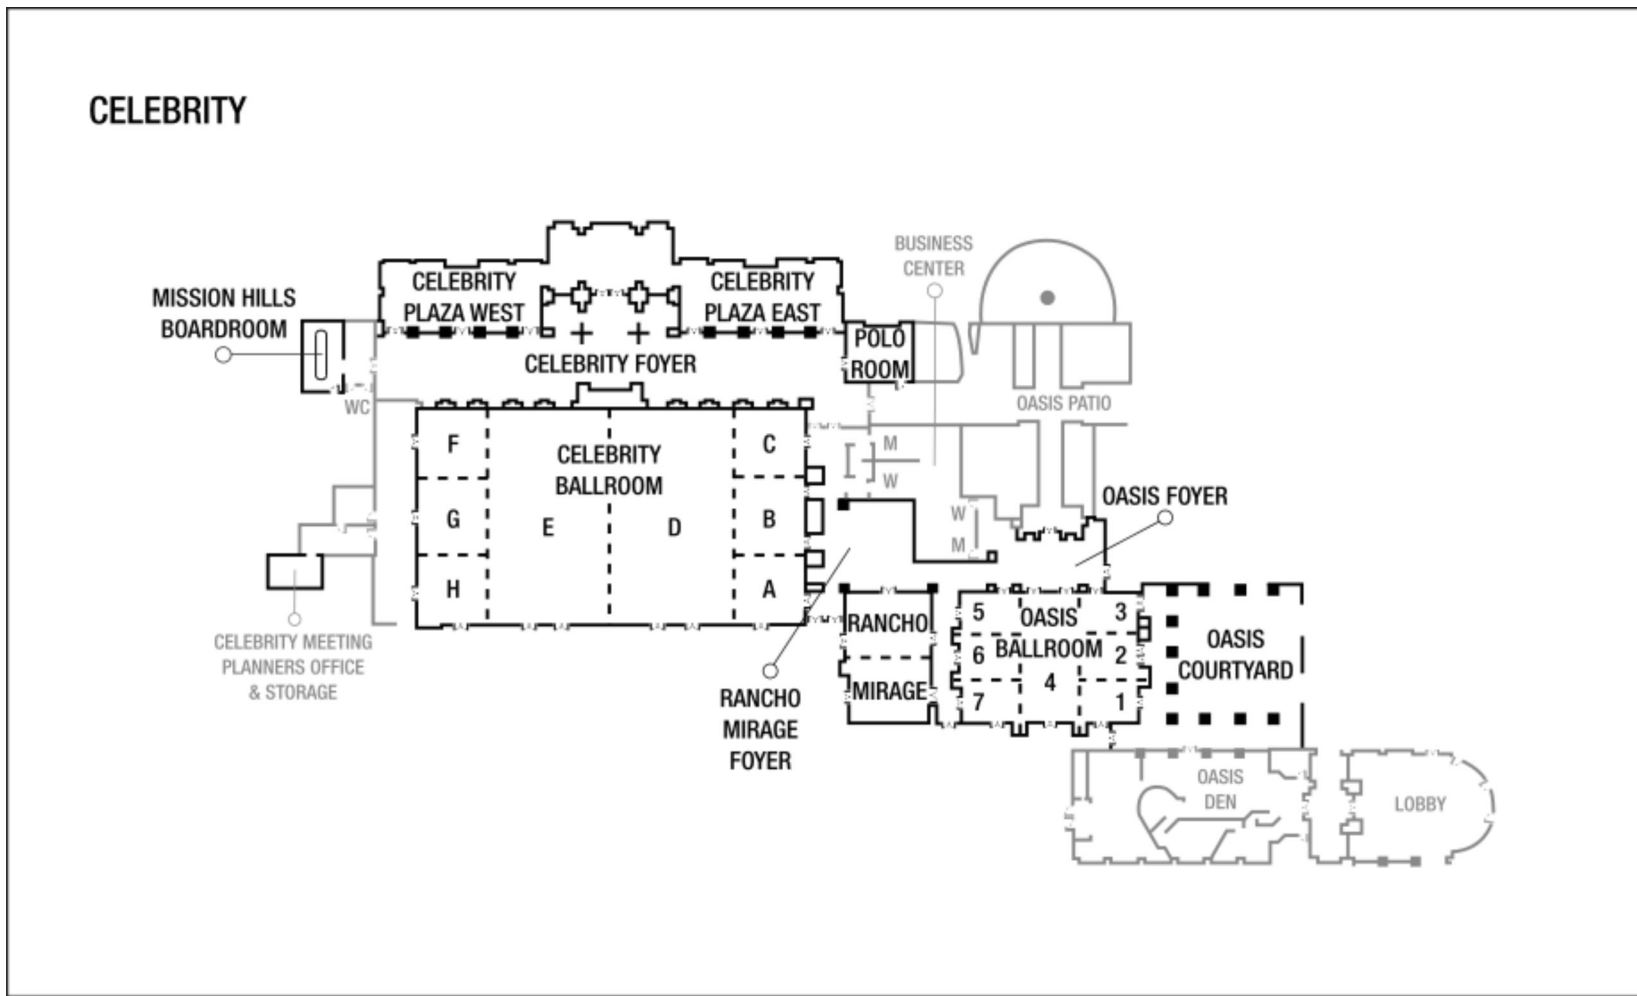 CELEBRITY
BUSINESS
CENTER
CELEBRITY
PLAZA WEST
CELEBRITY
PLAZA EAST
MISSION HILLS
BOARDROOM
POLO
ROOM
CELEBRITY FOYER
WC
OASIS PATIO
F
C
M
W
CELEBRITY
BALLROOM
G
E
D
B
OASIS FOYER
W
M
H
A
RANCHO
MIRAGE
5
OASIS
BALLROOM
3
6
2
4
7
1
OASIS
COURTYARD
CELEBRITY MEETING
PLANNERS OFFICE
& STORAGE
RANCHO
MIRAGE
FOYER
OASIS
DEN
LOBBY